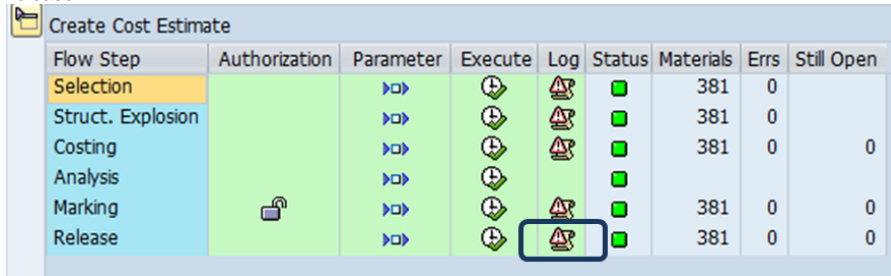 Create Cost Estimate
Flow Step Authorization Parameter Execute Log Status Materials Errs Still Open
Selection 381 0
Struct. Explosion 381 0
Costing 381 0 0
Analysis
Marking 381 0 0
Release 381 0 0